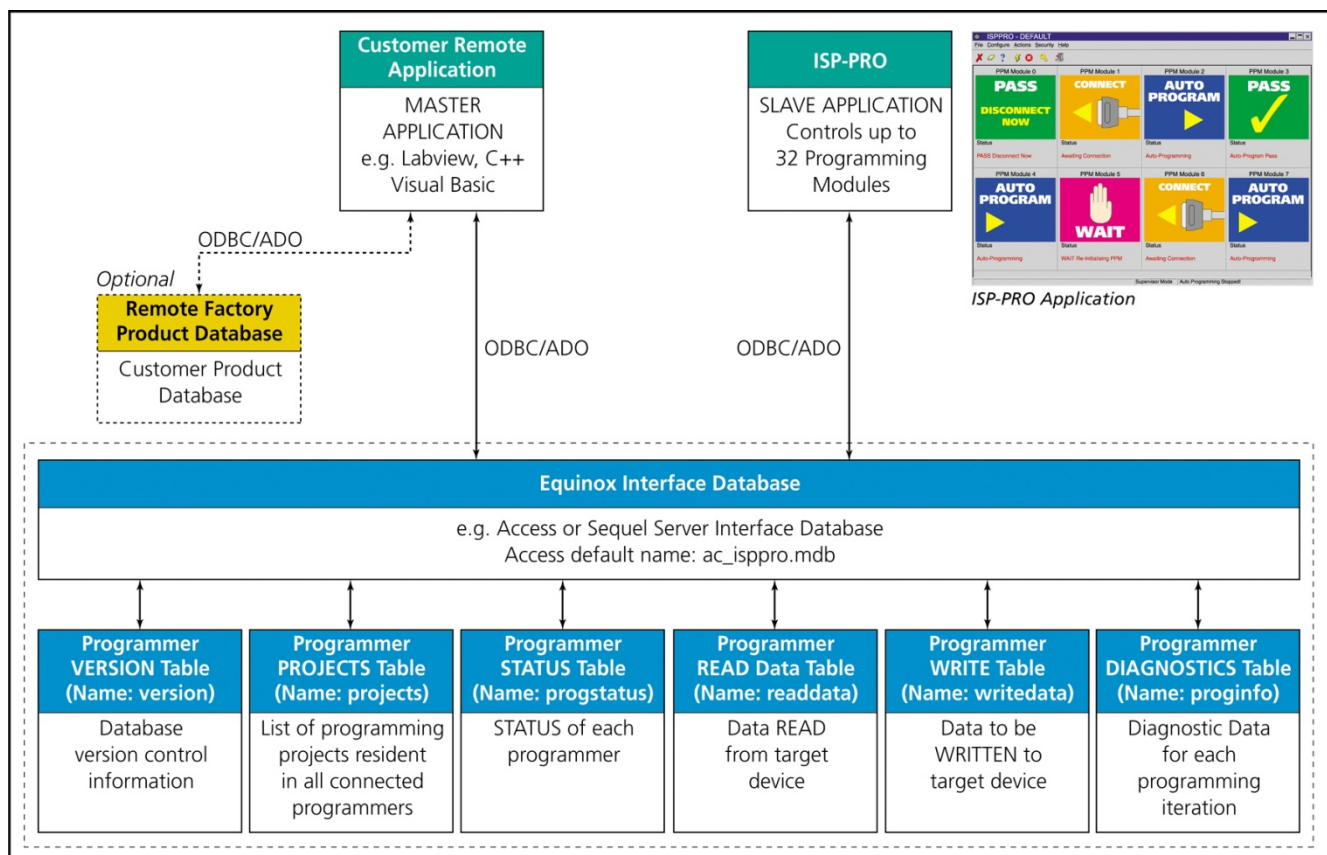 Customer Remote
Application
MASTER
APPLICATION
e.g. Labview, C++
Visual Basic
ISP-PRO
SLAVE APPLICATION
Controls up to
32 Programming
Modules
ISPPRO - DEFAULT
File Configure Actions Security Help
PPM Module 0
PASS
DISCONNECT
NOW
Status
PASS Disconnect Now
PPM Module 1
CONNECT
Status
Awaiting Connection
PPM Module 2
AUTO
PROGRAM
Status
Auto-Programming
PPM Module 3
PASS
Status
Auto-Program Pass
PPM Module 4
AUTO
PROGRAM
Status
Auto-Programming
PPM Module 5
WAIT
Status
WAIT Re-Initialising PPM
PPM Module 6
CONNECT
Status
Awaiting Connection
PPM Module 7
AUTO
PROGRAM
Status
Auto-Programming
Supervisor Mode
Auto Programming Stopped!
ISP-PRO Application
ODBC/ADO
Optional
Remote Factory
Product Database
Customer Product
Database
ODBC/ADO
ODBC/ADO
Equinox Interface Database
e.g. Access or Sequel Server Interface Database
Access default name: ac_isppro.mdb
Programmer
VERSION Table
(Name: version)
Database
version control
information
Programmer
PROJECTS Table
(Name: projects)
List of programming
projects resident
in all connected
programmers
Programmer
STATUS Table
(Name: progstatus)
STATUS of each
programmer
Programmer
READ Data Table
(Name: readdata)
Data READ
from target
device
Programmer
WRITE Table
(Name: writedata)
Data to be
WRITTEN to
target device
Programmer
DIAGNOSTICS Table
(Name: proginfo)
Diagnostic Data
for each
programming
iteration